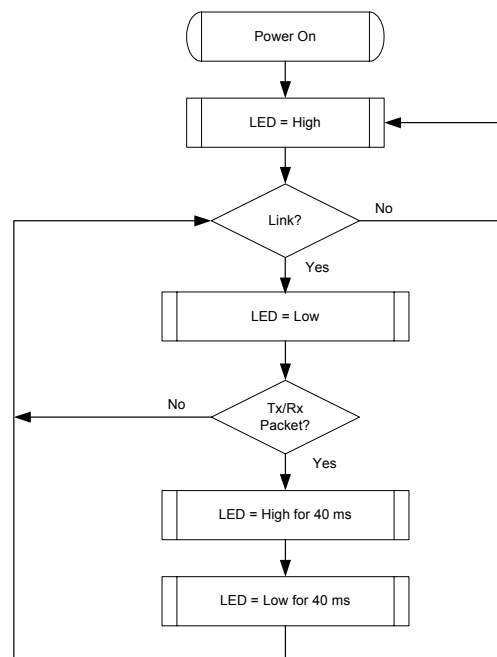 Power On
LED = High
Link?
No
Yes
LED = Low
Tx/Rx
Packet?
No
Yes
LED = High for 40 ms
LED = Low for 40 ms